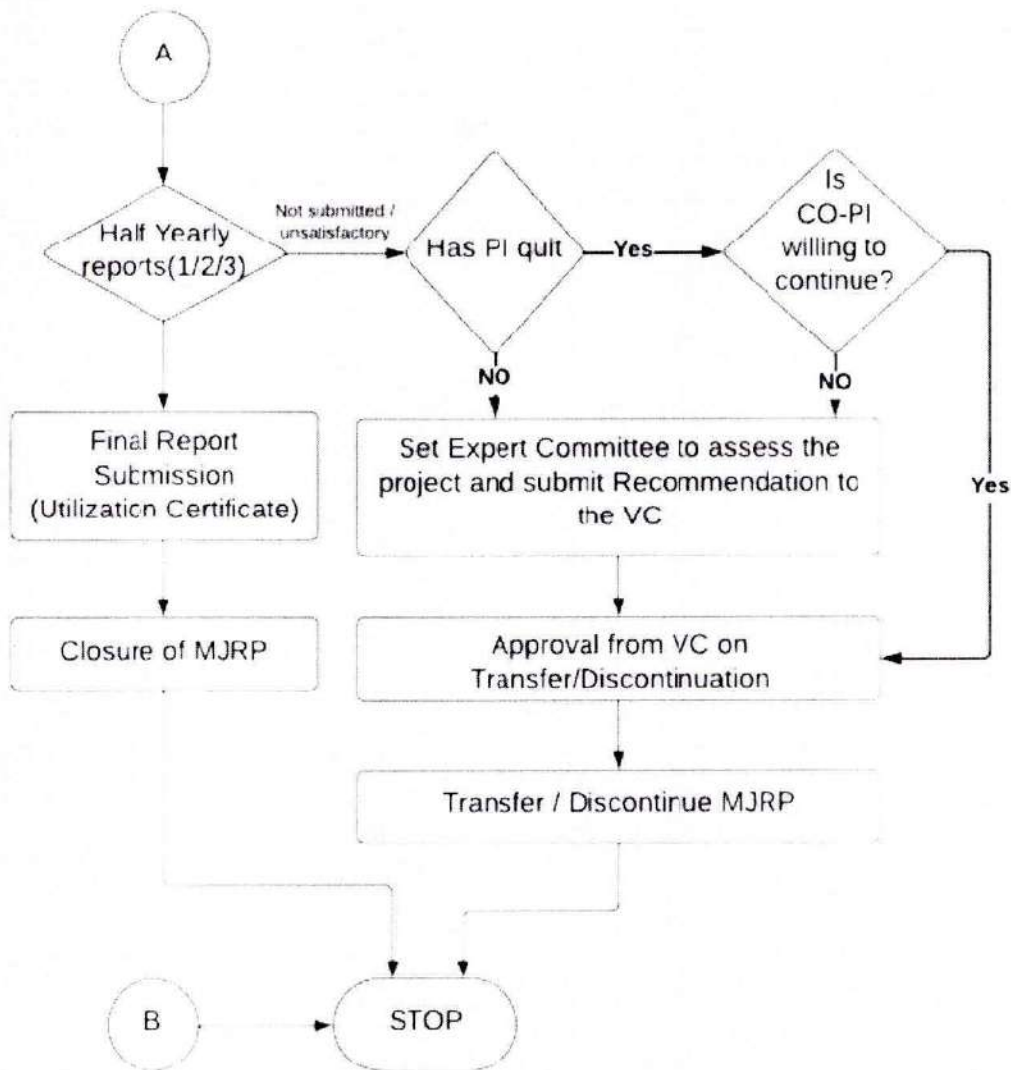 A
Half Yearly
reports(1/2/3)
Not submitted /
unsatisfactory
Has PI quit
Yes
Is
CO-PI
willing to
continue?
NO
NO
Yes
Final Report
Submission
(Utilization Certificate)
Set Expert Committee to assess the
project and submit Recommendation to
the VC
Closure of MJRP
Approval from VC on
Transfer/Discontinuation
Transfer / Discontinue MJRP
B
STOP